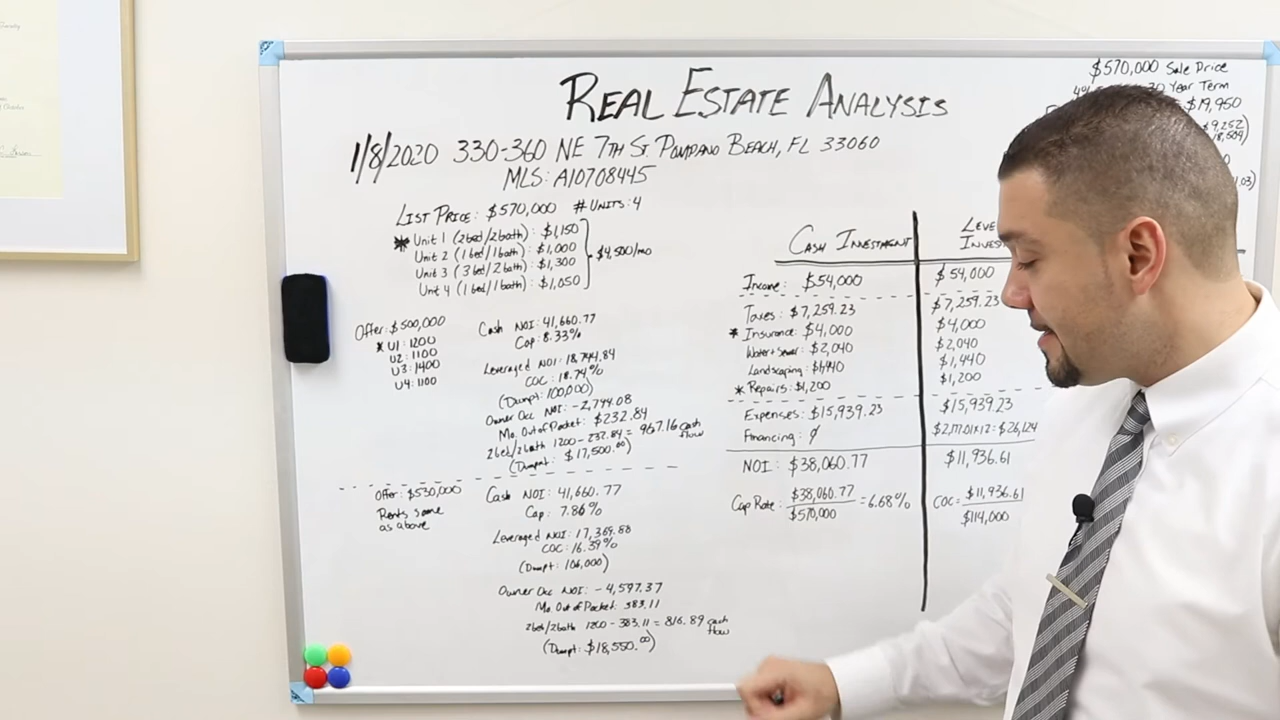 REAL ESTATE ANALYSIS
1/8/2020 330-360 NE 7TH ST. POMPANO BEACH, FL 33060
MLS: A10708445
LIST PRICE: $570,000 # UNITS: 4
* Unit 1 (2bed/2bath): $1,150
Unit 2 (1bed/1bath): $1,000
Unit 3 (3bed/2bath): $1,300
Unit 4 (1bed/1bath): $1,050
$4,500/mo
Offer: $500,000
* U1: 1200
U2: 1100
U3: 1400
U4: 1100
Cash NOI: 41,660.77
Cap: 8.33%
Leveraged NOI: 18,744.84
COC: 18.74%
(Dwnpt: 100,000)
Owner Occ NOI: -2,794.08
Mo. Out of Pocket: $232.84
2bed/2bath 1200-232.84 = 967.16 cash flow
(Dwnpmt: $17,500.00)
Offer: $530,000
Rents same
as above
Cash NOI: 41,660.77
Cap: 7.86%
Leveraged NOI: 17,369.88
COC: 16.39%
(Dwnpt: 106,000)
Owner Occ NOI: -4,597.37
Mo. Out of Pocket: 383.11
2bed/2bath 1200-383.11 = 816.89 cash flow
(Dwnpt: $18,550.00)
CASH INVESTMENT
Income: $54,000
Taxes: $7,259.23
* Insurance: $4,000
Water+Sewer: $2,040
Landscaping: $1,440
* Repairs: $1,200
Expenses: $15,939.23
Financing: ∅
NOI: $38,060.77
Cap Rate: $38,060.77
$570,000
= 6.68%
$54,000
$7,259.23
$4,000
$2,040
$1,440
$1,200
$15,939.23
$2,177.01x12 = $26,124
$11,936.61
COC = $11,936.61
$114,000
$570,000 Sale Price
30 Year Term
= $19,950
$9,252